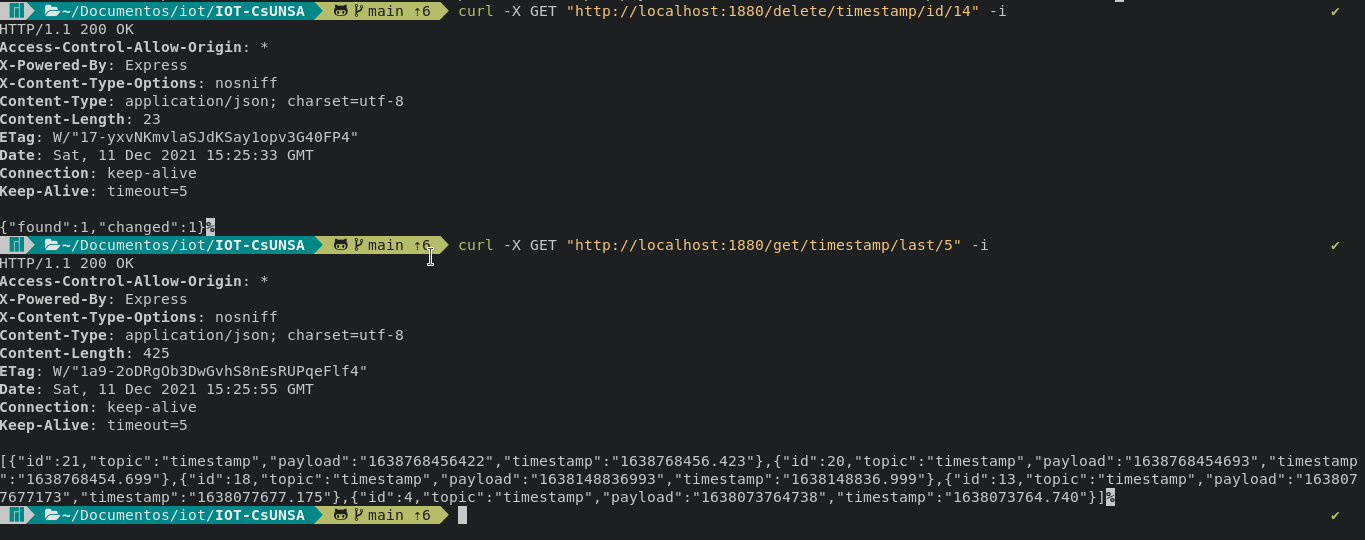 ~/Documentos/iot/IOT-CsUNSA main ⇡6 curl -X GET "http://localhost:1880/delete/timestamp/id/14" -i ✔
HTTP/1.1 200 OK
Access-Control-Allow-Origin: *
X-Powered-By: Express
X-Content-Type-Options: nosniff
Content-Type: application/json; charset=utf-8
Content-Length: 23
ETag: W/"17-yxvNKmvlaSJdKSay1opv3G40FP4"
Date: Sat, 11 Dec 2021 15:25:33 GMT
Connection: keep-alive
Keep-Alive: timeout=5
{"found":1,"changed":1}%
~/Documentos/iot/IOT-CsUNSA main ⇡6 curl -X GET "http://localhost:1880/get/timestamp/last/5" -i ✔
HTTP/1.1 200 OK
Access-Control-Allow-Origin: *
X-Powered-By: Express
X-Content-Type-Options: nosniff
Content-Type: application/json; charset=utf-8
Content-Length: 425
ETag: W/"1a9-2oDRgOb3DwGvhS8nEsRUPqeFlf4"
Date: Sat, 11 Dec 2021 15:25:55 GMT
Connection: keep-alive
Keep-Alive: timeout=5
[{"id":21,"topic":"timestamp","payload":"1638768456422","timestamp":"1638768456.423"},{"id":20,"topic":"timestamp","payload":"1638768454693","timestamp
":"1638768454.699"},{"id":18,"topic":"timestamp","payload":"1638148836993","timestamp":"1638148836.999"},{"id":13,"topic":"timestamp","payload":"163807
7677173","timestamp":"1638077677.175"},{"id":4,"topic":"timestamp","payload":"1638073764738","timestamp":"1638073764.740"}]%
~/Documentos/iot/IOT-CsUNSA main ⇡6 ✔